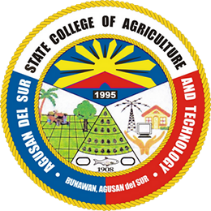 AGUSAN DEL SUR STATE COLLEGE OF AGRICULTURE AND TECHNOLOGY
1995
1908
BUNAWAN, AGUSAN del SUR